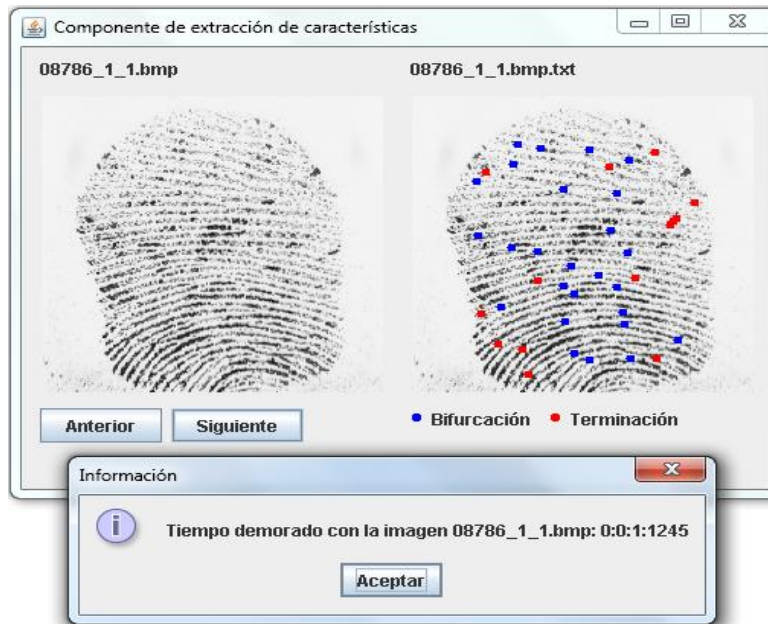 Componente de extracción de características
08786_1_1.bmp
08786_1_1.bmp.txt
Anterior
Siguiente
Bifurcación
Terminación
Información
Tiempo demorado con la imagen 08786_1_1.bmp: 0:0:1:1245
Aceptar